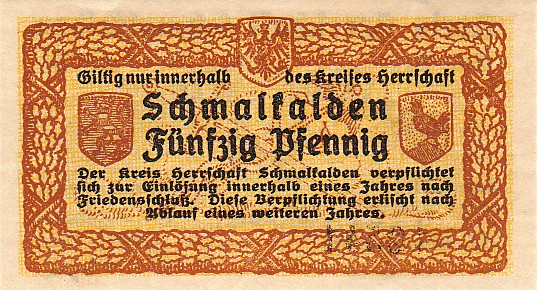 Giltig nur innerhalb des Kreises Herrschaft
Schmalkalden
Fünfzig Pfennig
Der Kreis Herrschaft Schmalkalden verpflichtet
sich zur Einlösung innerhalb eines Jahres nach
Friedensschluß. Diese Verpflichtung erlischt nach
Ablauf eines weiteren Jahres.